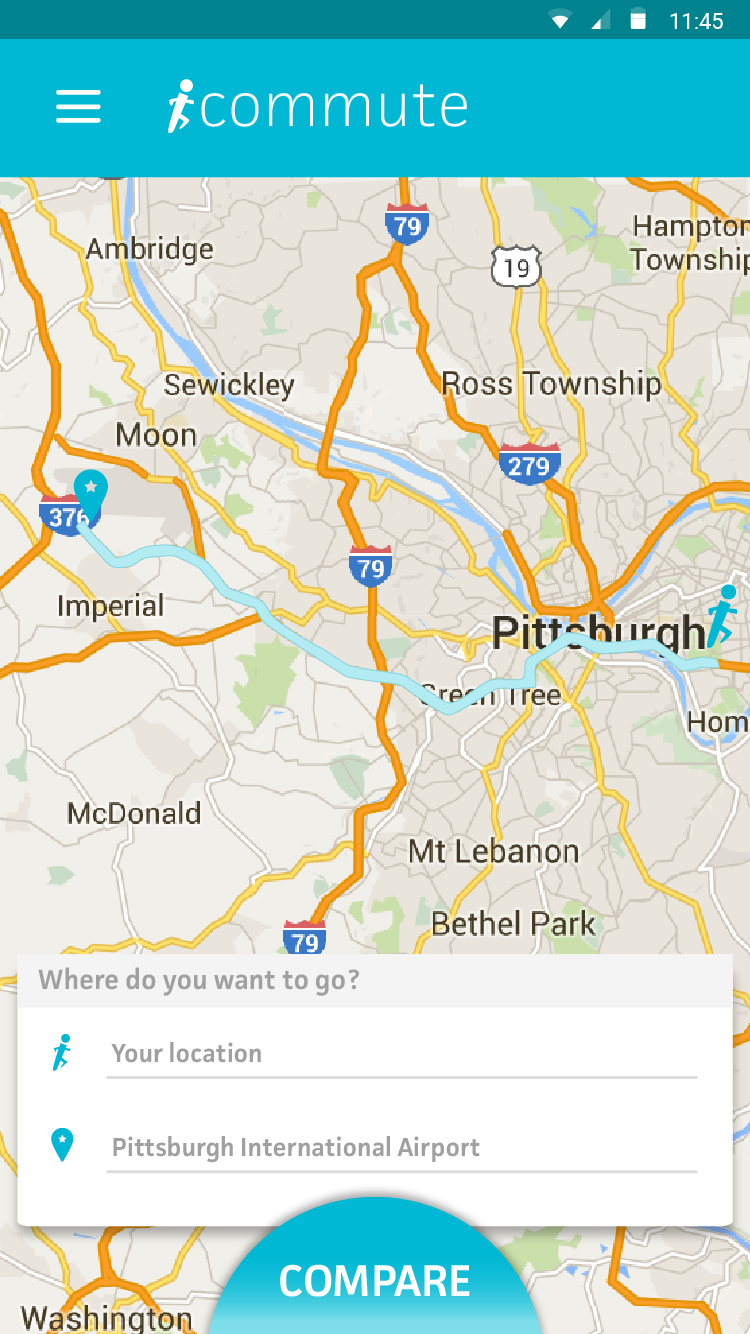 11:45
commute
79
Hampton
Township
19
Ambridge
Sewickley
Ross Township
Moon
279
376
79
Imperial
Pittsburgh
Green Tree
Hom
McDonald
Mt Lebanon
Bethel Park
79
Where do you want to go?
Your location
Pittsburgh International Airport
COMPARE
Washington